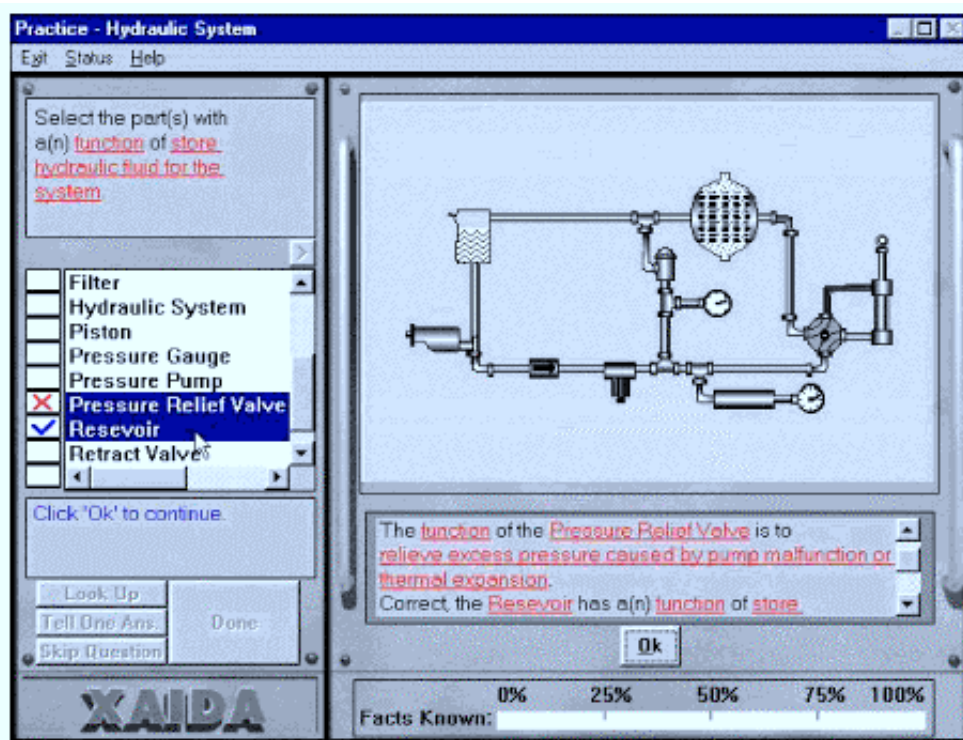 Practice - Hydraulic System
Exit Status Help
Select the part(s) with
a(n) function of store
hydraulic fluid for the
system.
>
Filter
Hydraulic System
Piston
Pressure Gauge
Pressure Pump
Pressure Relief Valve
Resevoir
Retract Valve
Click 'Ok' to continue.
Look Up
Tell One Ans.
Skip Question
Done
XAIDA
The function of the Pressure Relief Valve is to
relieve excess pressure caused by pump malfunction or
thermal expansion.
Correct, the Resevoir has a(n) function of store
Ok
0% 25% 50% 75% 100%
Facts Known: